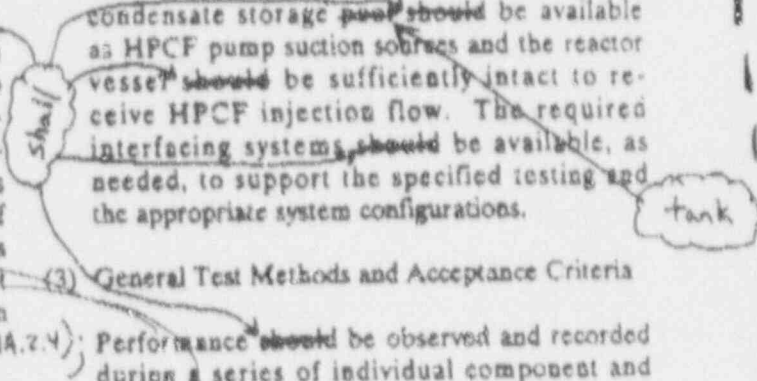 condensate storage pool should be available
as HPCF pump suction sources and the reactor
vessel should be sufficiently intact to re-
ceive HPCF injection flow. The required
interfacing systems should be available, as
needed, to support the specified testing and
the appropriate system configurations.
shall
tank
(3) General Test Methods and Acceptance Criteria
A.2.4);
Performance should be observed and recorded
during a series of individual component and